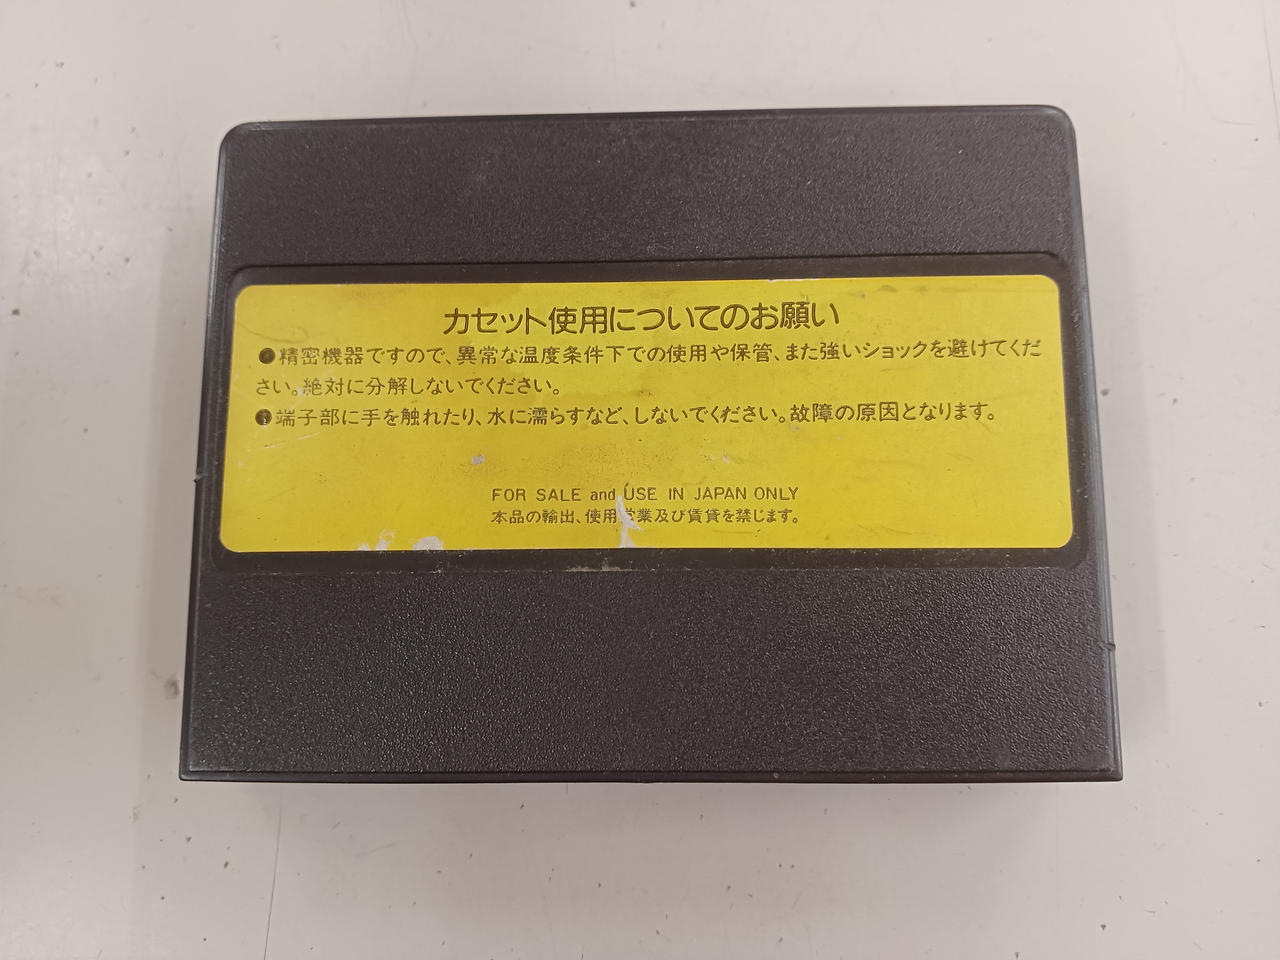 カセット使用についてのお願い
●精密機器ですので、異常な温度条件下での使用や保管、また強いショックを避けてくだ
さい。絶対に分解しないでください。
●端子部に手を触れたり、水に濡らすなど、しないでください。故障の原因となります。
FOR SALE and USE IN JAPAN ONLY
本品の輸出、使用営業及び賃貸を禁じます。